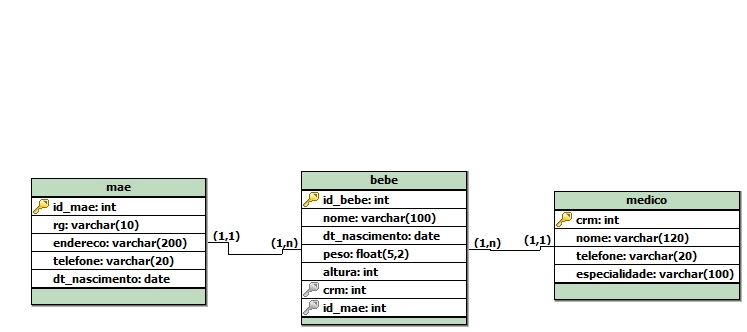 mae
id_mae: int
rg: varchar(10)
endereco: varchar(200)
telefone: varchar(20)
dt_nascimento: date
(1,1)
(1,n)
bebe
id_bebe: int
nome: varchar(100)
dt_nascimento: date
peso: float(5,2)
altura: int
crm: int
id_mae: int
(1,n)
(1,1)
medico
crm: int
nome: varchar(120)
telefone: varchar(20)
especialidade: varchar(100)